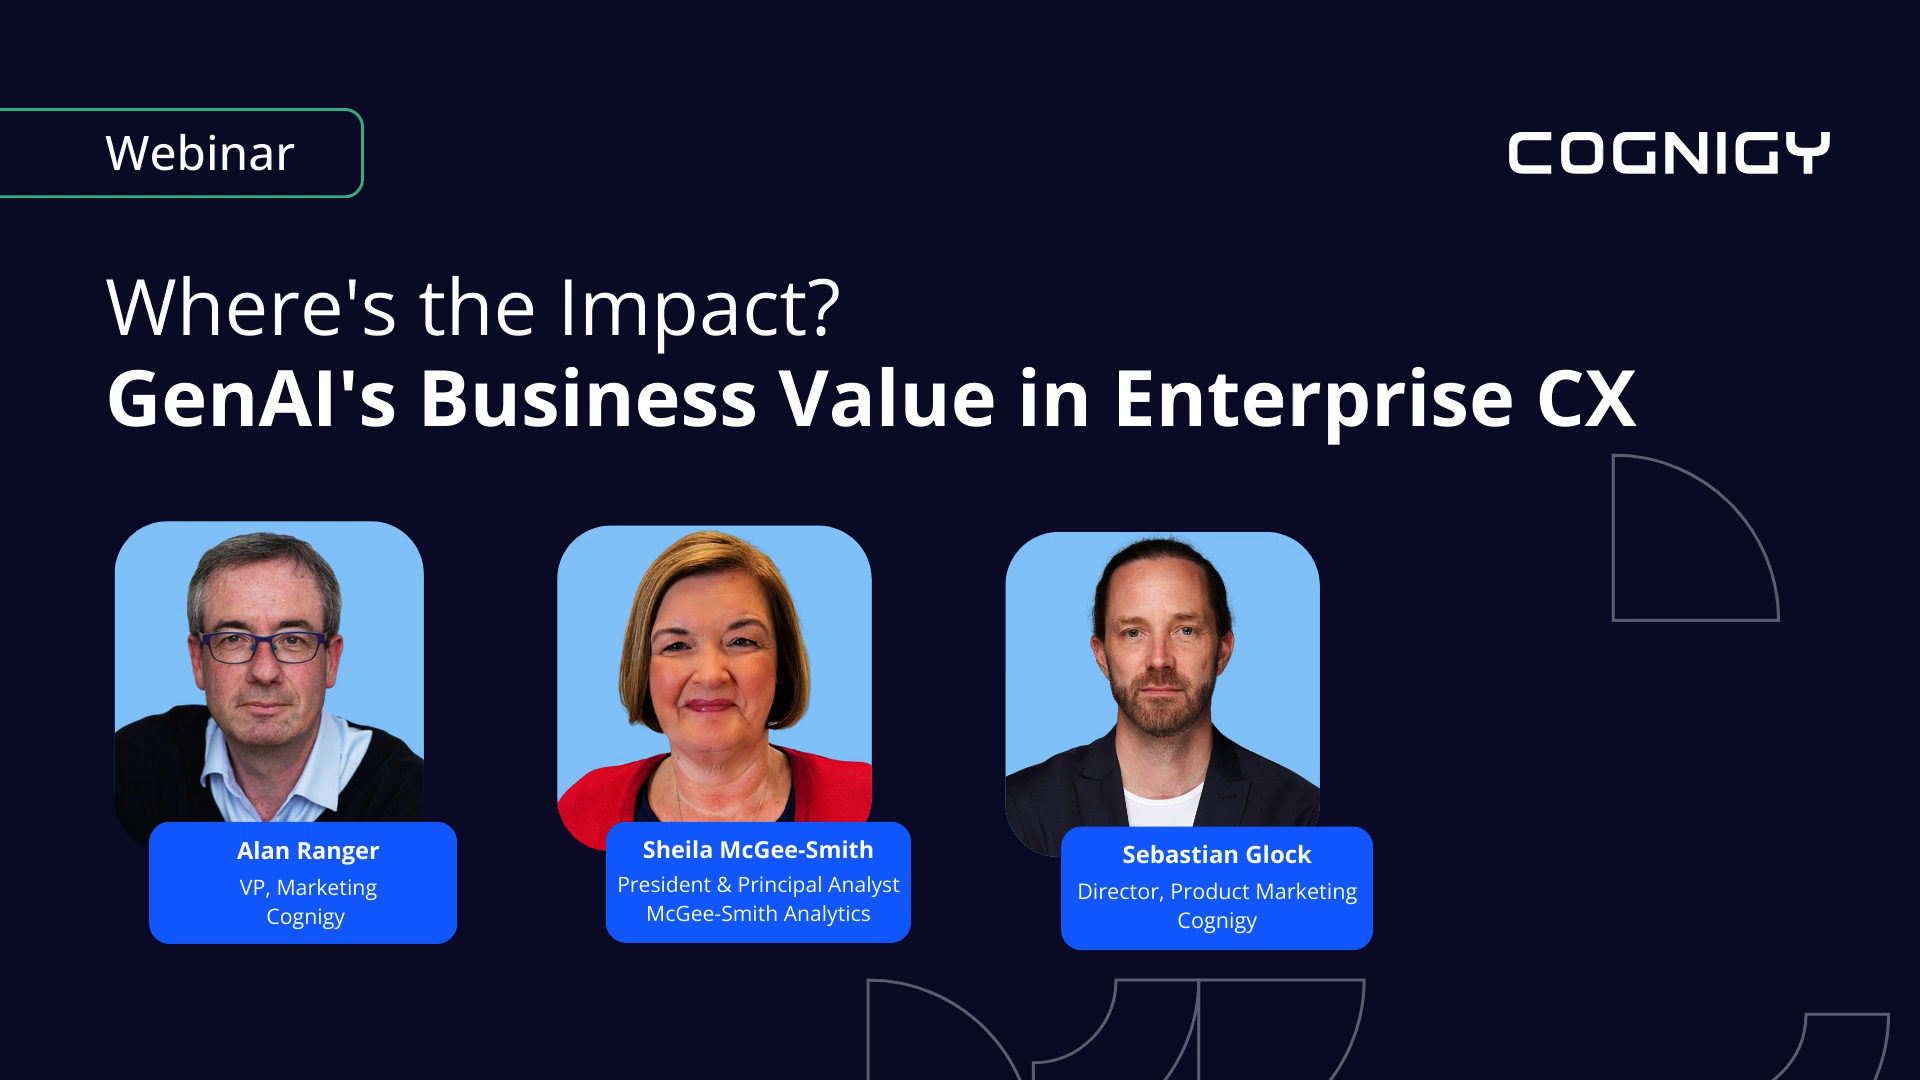 Webinar
COGNIGY
Where's the Impact?
GenAI's Business Value in Enterprise CX
Alan Ranger
VP, Marketing
Cognigy
Sheila McGee-Smith
President & Principal Analyst
McGee-Smith Analytics
Sebastian Glock
Director, Product Marketing
Cognigy